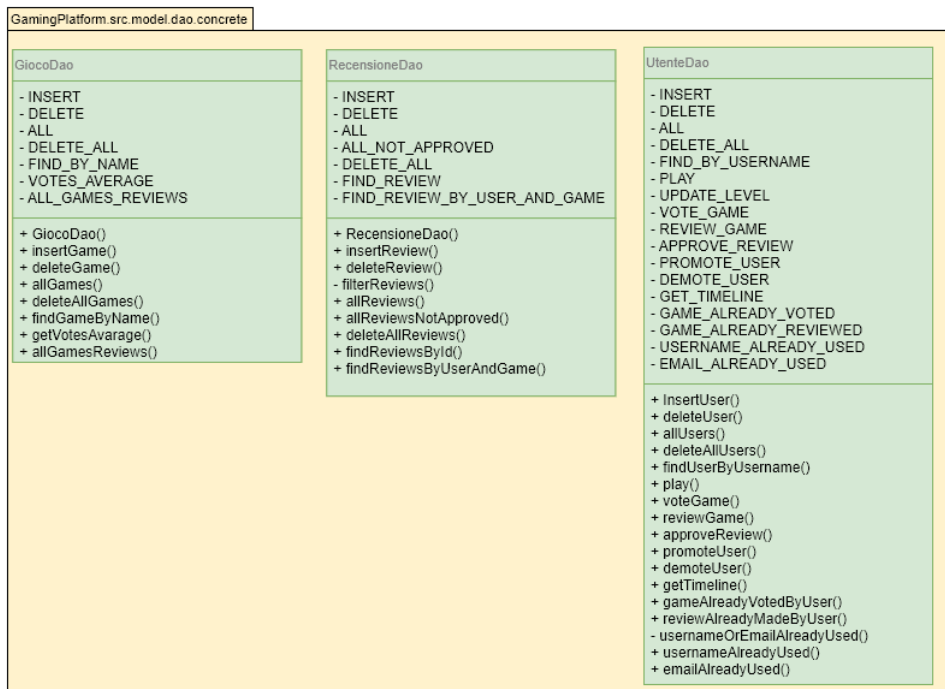 GamingPlatform.src.model.dao.concrete
GiocoDao
- INSERT
- DELETE
- ALL
- DELETE_ALL
- FIND_BY_NAME
- VOTES_AVERAGE
- ALL_GAMES_REVIEWS
+ GiocoDao()
+ insertGame()
+ deleteGame()
+ allGames()
+ deleteAllGames()
+ findGameByName()
+ getVotesAvarage()
+ allGamesReviews()
RecensioneDao
- INSERT
- DELETE
- ALL
- ALL_NOT_APPROVED
- DELETE_ALL
- FIND_REVIEW
- FIND_REVIEW_BY_USER_AND_GAME
+ RecensioneDao()
+ insertReview()
+ deleteReview()
- filterReviews()
+ allReviews()
+ allReviewsNotApproved()
+ deleteAllReviews()
+ findReviewsById()
+ findReviewsByUserAndGame()
UtenteDao
- INSERT
- DELETE
- ALL
- DELETE_ALL
- FIND_BY_USERNAME
- PLAY
- UPDATE_LEVEL
- VOTE_GAME
- REVIEW_GAME
- APPROVE_REVIEW
- PROMOTE_USER
- DEMOTE_USER
- GET_TIMELINE
- GAME_ALREADY_VOTED
- GAME_ALREADY_REVIEWED
- USERNAME_ALREADY_USED
- EMAIL_ALREADY_USED
+ InsertUser()
+ deleteUser()
+ allUsers()
+ deleteAllUsers()
+ findUserByUsername()
+ play()
+ voteGame()
+ reviewGame()
+ approveReview()
+ promoteUser()
+ demoteUser()
+ getTimeline()
+ gameAlreadyVotedByUser()
+ reviewAlreadyMadeByUser()
- usernameOrEmailAlreadyUsed()
+ usernameAlreadyUsed()
+ emailAlreadyUsed()